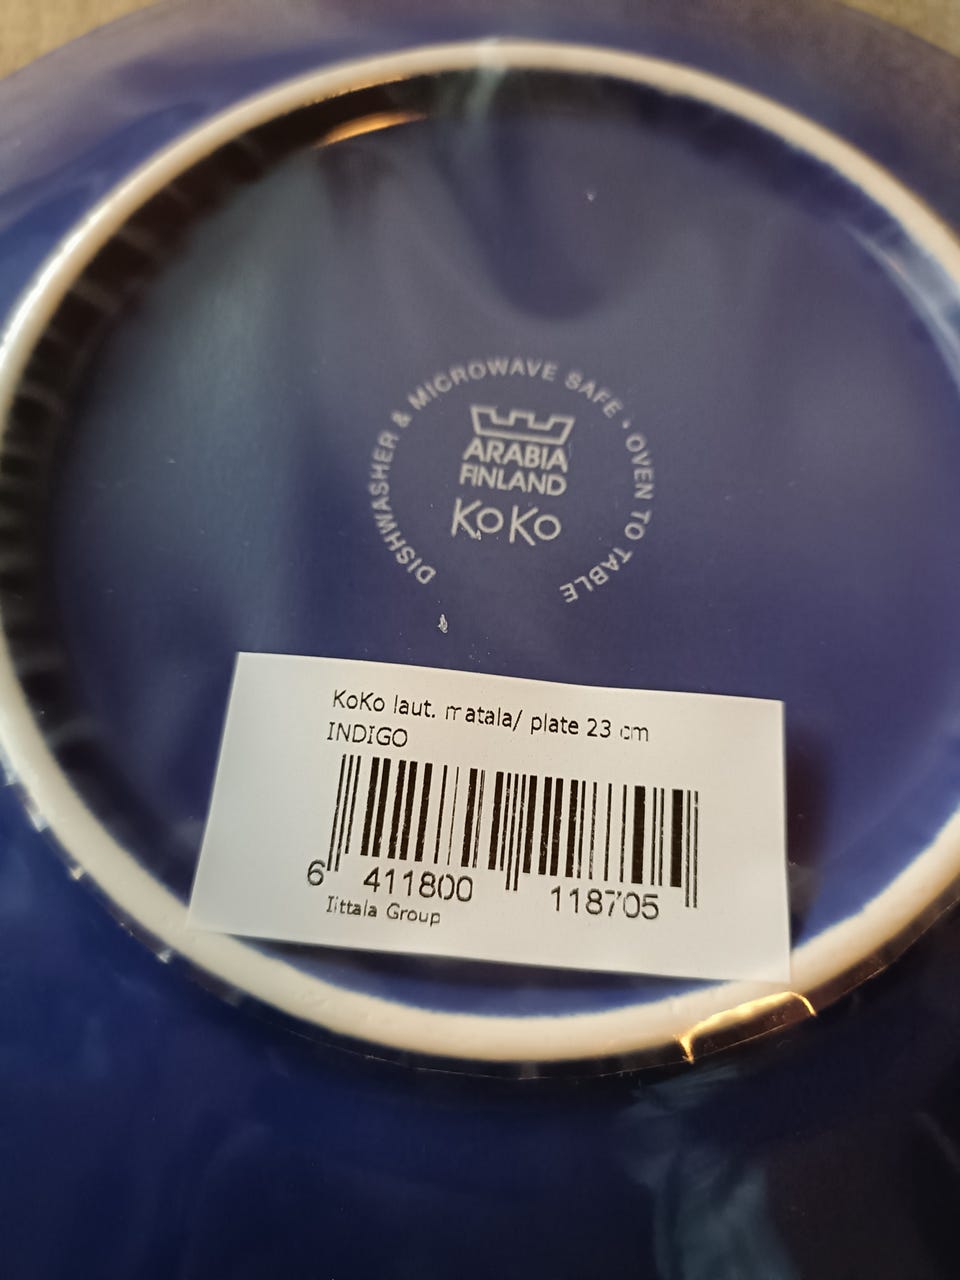 DISHWASHER & MICROWAVE SAFE · OVEN TO TABLE
ARABIA
FINLAND
KoKo
KoKo laut. matala/ plate 23 cm
INDIGO
6 411800 118705
Iittala Group